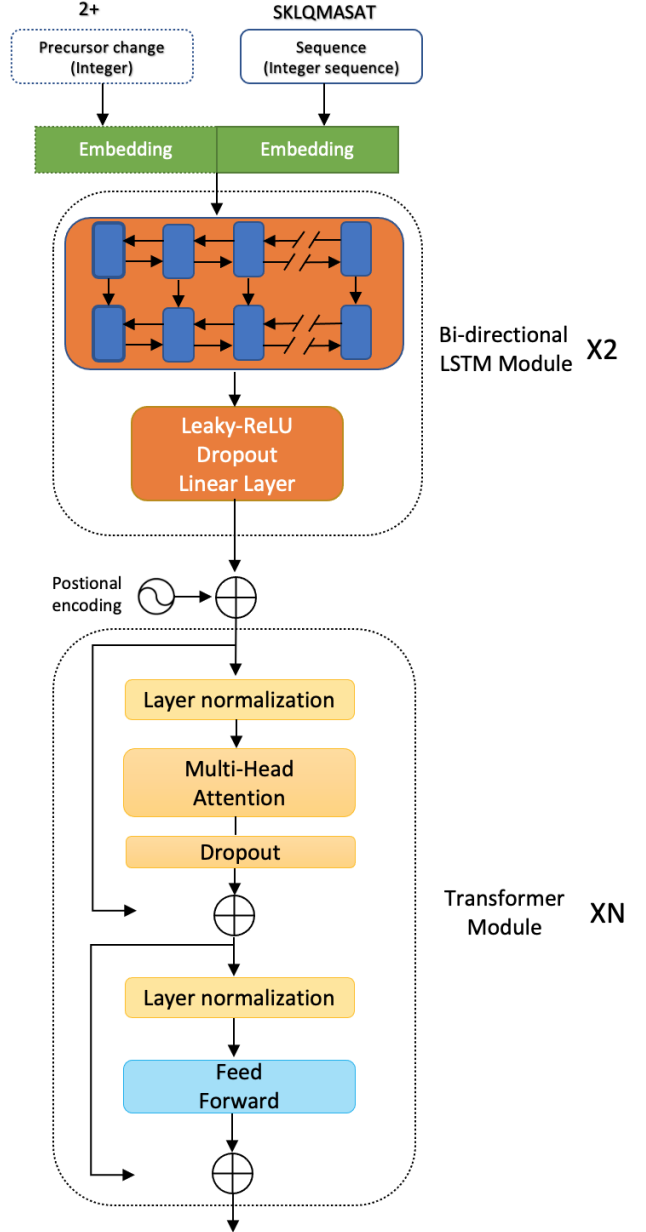 2+
SKLQMASAT
Precursor change
(Integer)
Sequence
(Integer sequence)
Embedding
Embedding
Bi-directional
LSTM Module
X2
Leaky-ReLU
Dropout
Linear Layer
Postional
encoding
Layer normalization
Multi-Head
Attention
Dropout
Transformer
Module
XN
Layer normalization
Feed
Forward